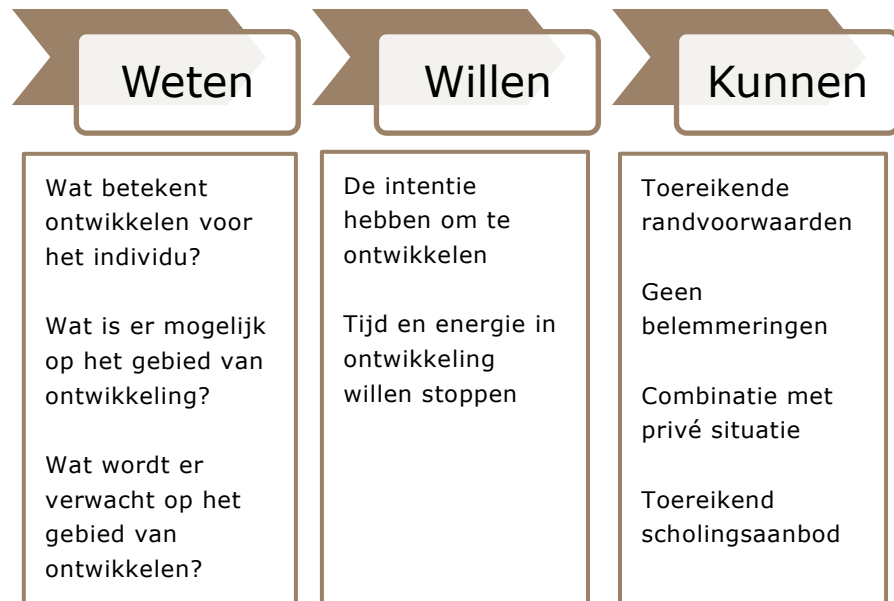 Weten
Wat betekent
ontwikkelen voor
het individu?
Wat is er mogelijk
op het gebied van
ontwikkeling?
Wat wordt er
verwacht op het
gebied van
ontwikkelen?
Willen
De intentie
hebben om te
ontwikkelen
Tijd en energie in
ontwikkeling
willen stoppen
Kunnen
Toereikende
randvoorwaarden
Geen
belemmeringen
Combinatie met
privé situatie
Toereikend
scholingsaanbod